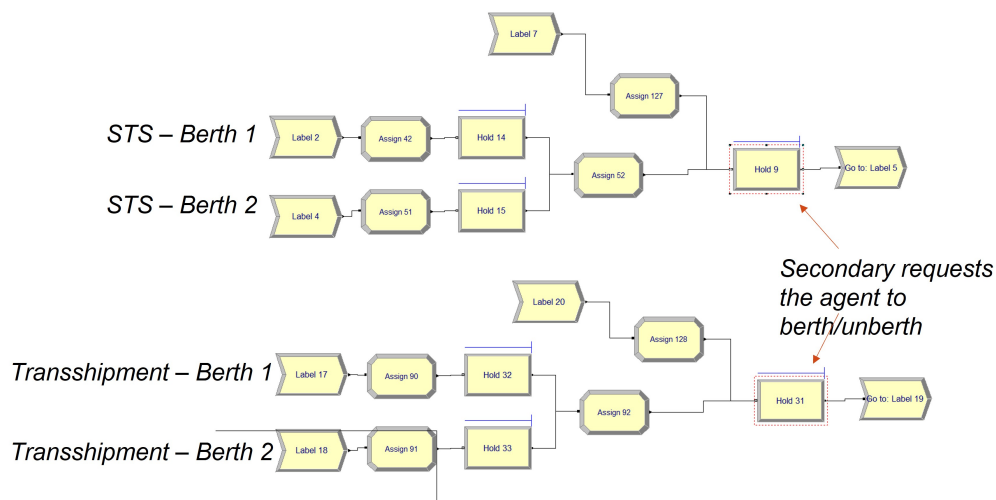 Label 7
Assign 127
STS – Berth 1
Label 2
Assign 42
Hold 14
Assign 52
Hold 9
Go to: Label 5
STS – Berth 2
Label 4
Assign 51
Hold 15
Secondary requests
the agent to
berth/unberth
Label 20
Assign 128
Transshipment – Berth 1
Label 17
Assign 90
Hold 32
Assign 92
Hold 31
Go to: Label 19
Transshipment – Berth 2
Label 18
Assign 91
Hold 33